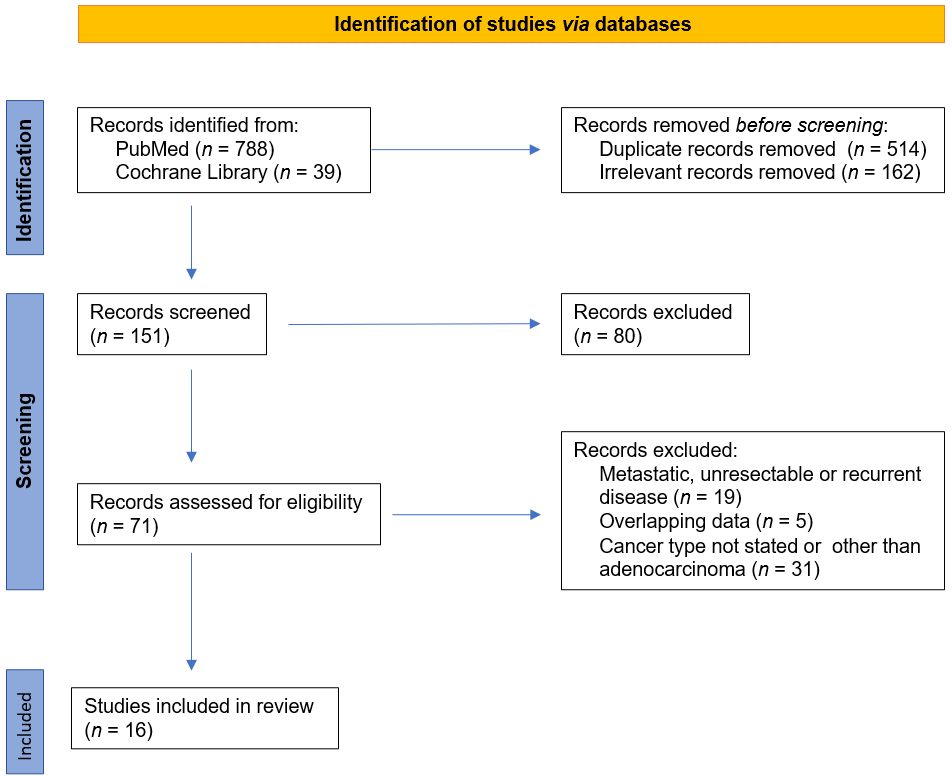 Identification of studies via databases
Identification
Records identified from:
PubMed (n = 788)
Cochrane Library (n = 39)
Records removed before screening:
Duplicate records removed  (n = 514)
Irrelevant records removed (n = 162)
Screening
Records screened
(n = 151)
Records excluded
(n = 80)
Records assessed for eligibility
(n = 71)
Records excluded:
Metastatic, unresectable or recurrent
disease (n = 19)
Overlapping data (n = 5)
Cancer type not stated or  other than
adenocarcinoma (n = 31)
Included
Studies included in review
(n = 16)